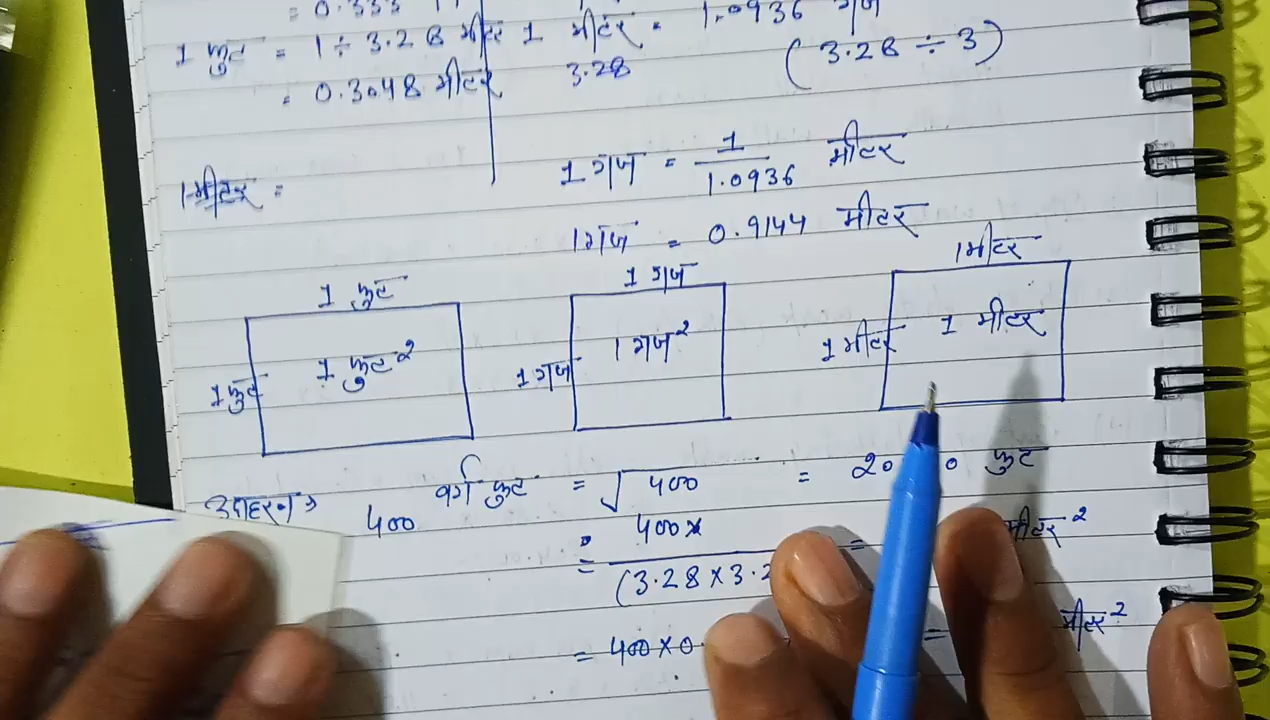 = 0.333
1 फुट = 1 ÷ 3.28 मीटर
= 0.3048 मीटर
1 मीटर = 1.0936 गज
3.28
(3.28 ÷ 3)
1 मीटर =
1 गज = 1/1.0936 मीटर
1 गज = 0.9144 मीटर
1 फुट
1 फुट
1 फुट²
1 गज
1 गज
1 गज²
1 मीटर
1 मीटर
1 मीटर
उदाहरण → 400 वर्ग फुट = √400 = 20 0 फुट
= 400 × / (3.28 × 3.2 = मीटर²
= 400 × 0 = मीटर²